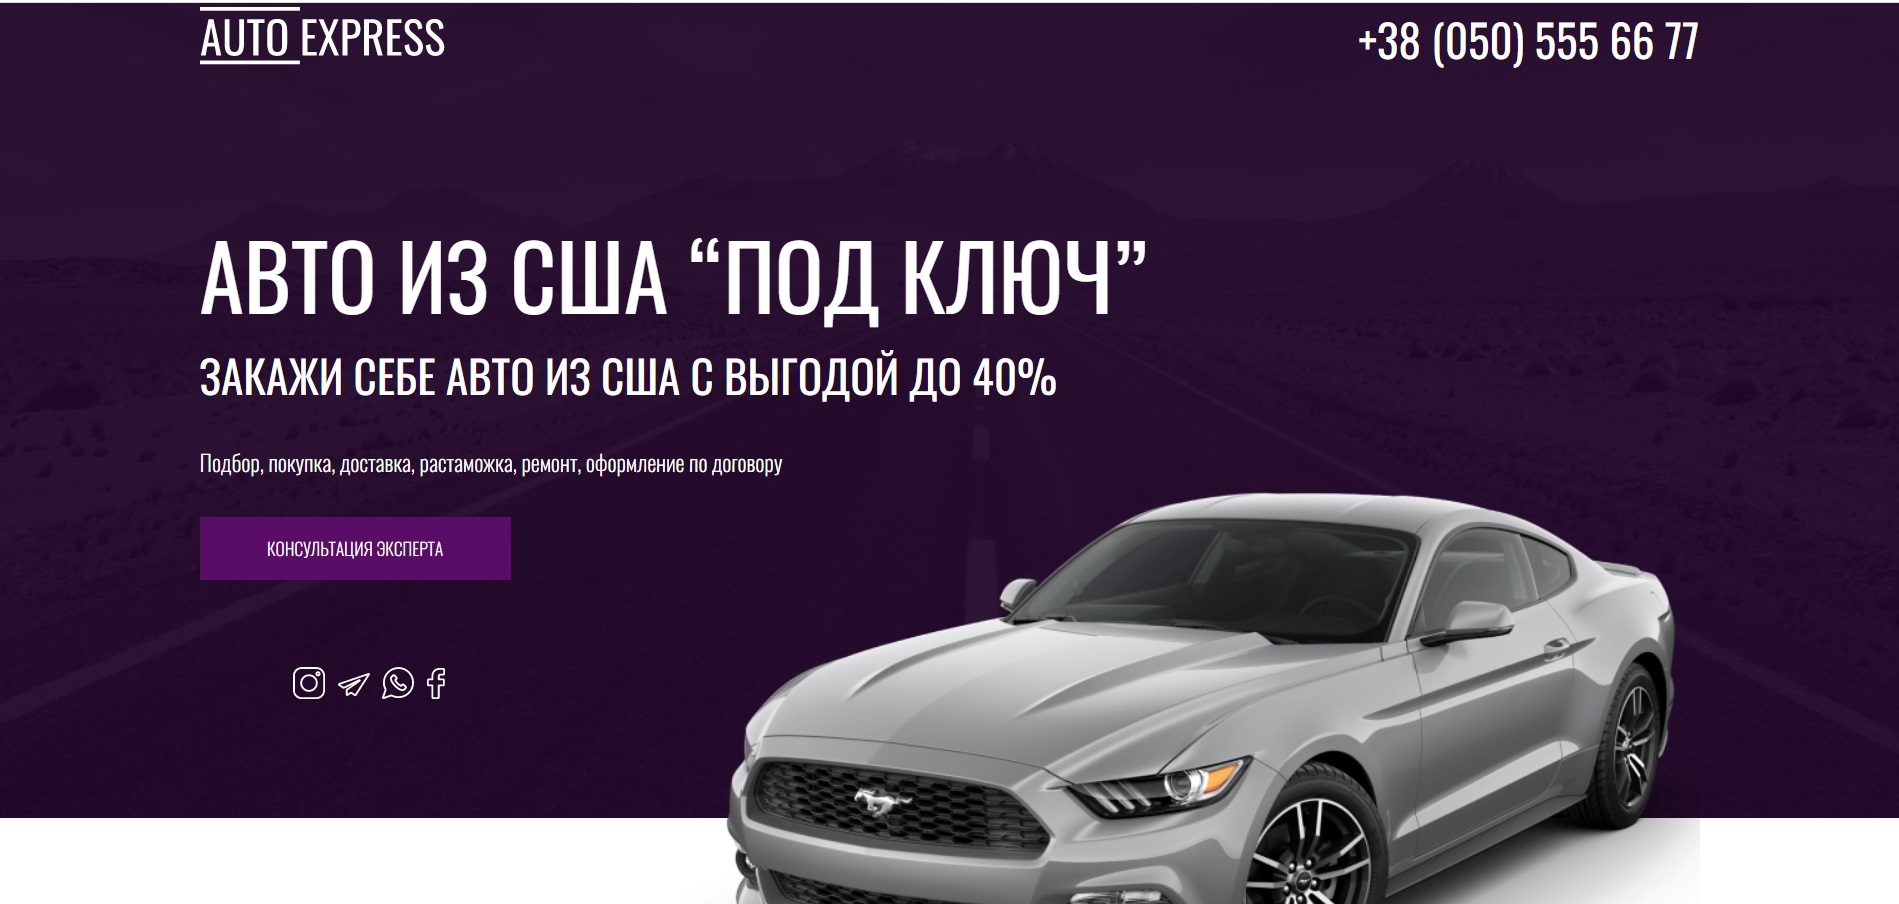 AUTO EXPRESS
+38 (050) 555 66 77
АВТО ИЗ США “ПОД КЛЮЧ”
ЗАКАЖИ СЕБЕ АВТО ИЗ США С ВЫГОДОЙ ДО 40%
Подбор, покупка, доставка, растаможка, ремонт, оформление по договору
КОНСУЛЬТАЦИЯ ЭКСПЕРТА